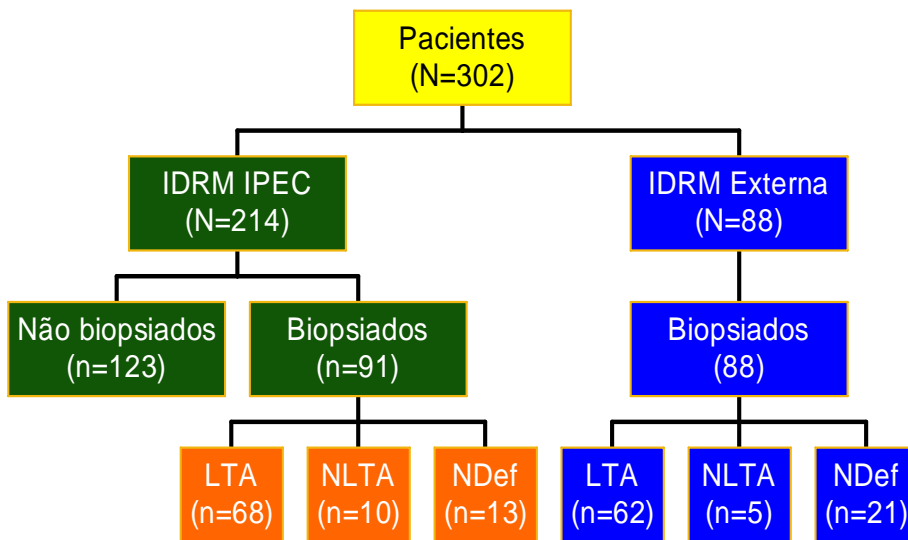 Pacientes
(N=302)
IDRM IPEC
(N=214)
IDRM Externa
(N=88)
Não biopsiados
(n=123)
Biopsiados
(n=91)
Biopsiados
(88)
LTA
(n=68)
NLTA
(n=10)
NDef
(n=13)
LTA
(n=62)
NLTA
(n=5)
NDef
(n=21)